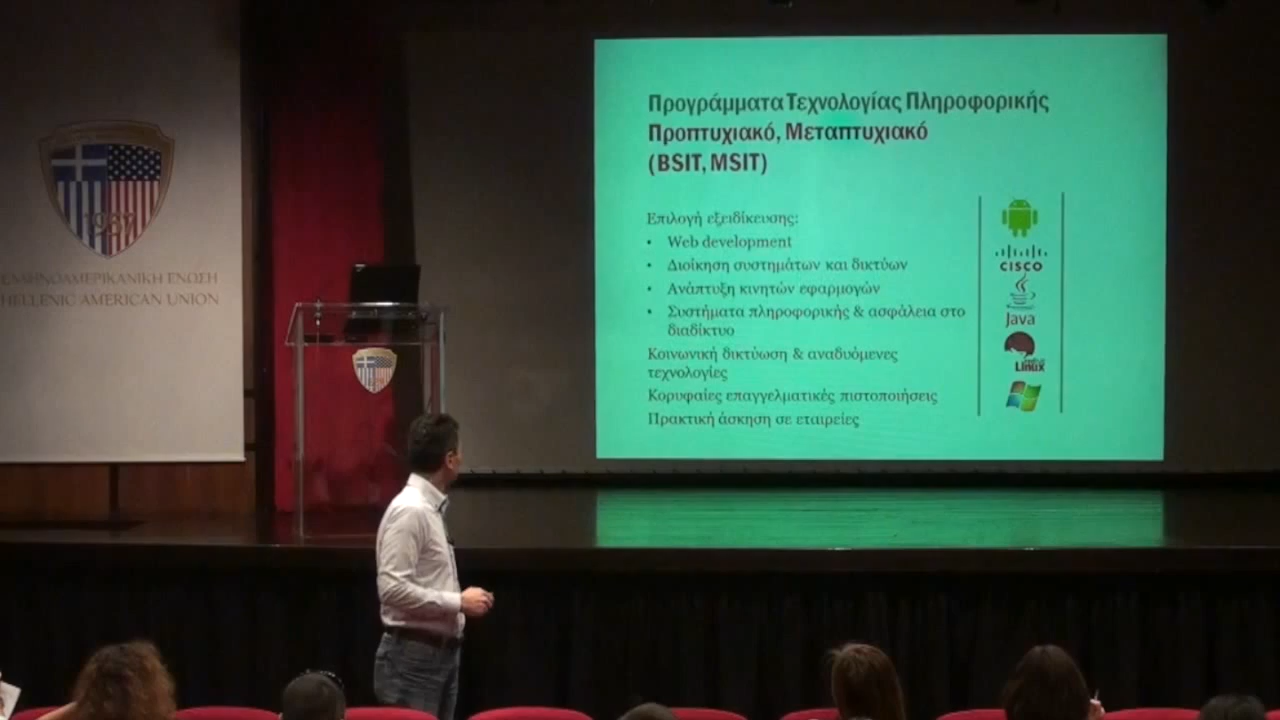 1957
ΕΛΛΗΝΟΑΜΕΡΙΚΑΝΙΚΗ ΕΝΩΣΗ
HELLENIC AMERICAN UNION
Προγράμματα Τεχνολογίας Πληροφορικής
Προπτυχιακό, Μεταπτυχιακό
(BSIT, MSIT)
Επιλογή εξειδίκευσης:
• Web development
• Διοίκηση συστημάτων και δικτύων
• Ανάπτυξη κινητών εφαρμογών
• Συστήματα πληροφορικής & ασφάλεια στο
διαδίκτυο
Κοινωνική δικτύωση & αναδυόμενες
τεχνολογίες
Κορυφαίες επαγγελματικές πιστοποιήσεις
Πρακτική άσκηση σε εταιρείες
CISCO
Java
Linux